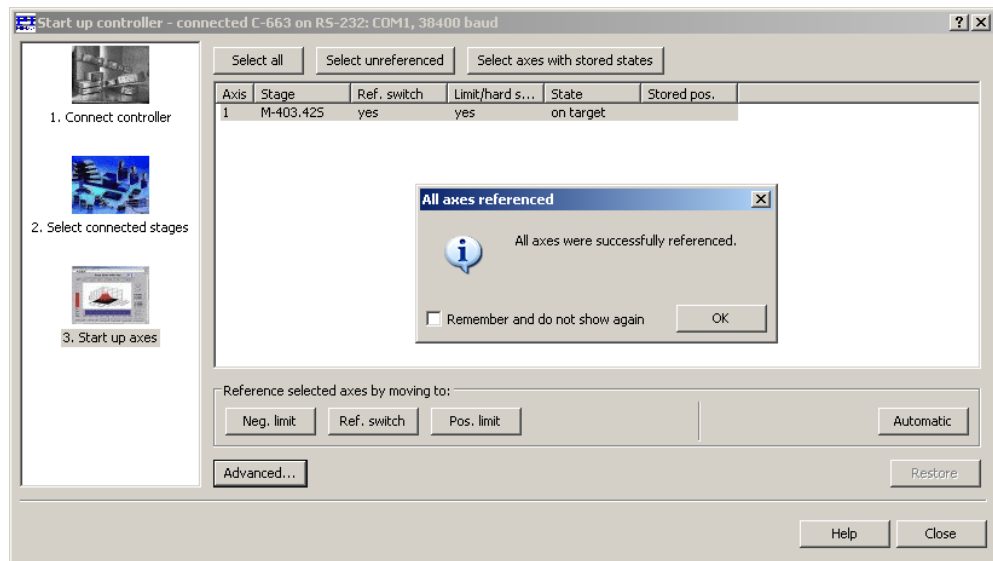 Start up controller - connected C-663 on RS-232: COM1, 38400 baud
Select all Select unreferenced Select axes with stored states
Axis Stage Ref. switch Limit/hard s... State Stored pos.
1 M-403.42S yes yes on target
1. Connect controller
2. Select connected stages
3. Start up axes
All axes referenced
All axes were successfully referenced.
Remember and do not show again OK
Reference selected axes by moving to:
Neg. limit Ref. switch Pos. limit Automatic
Advanced... Restore
Help Close